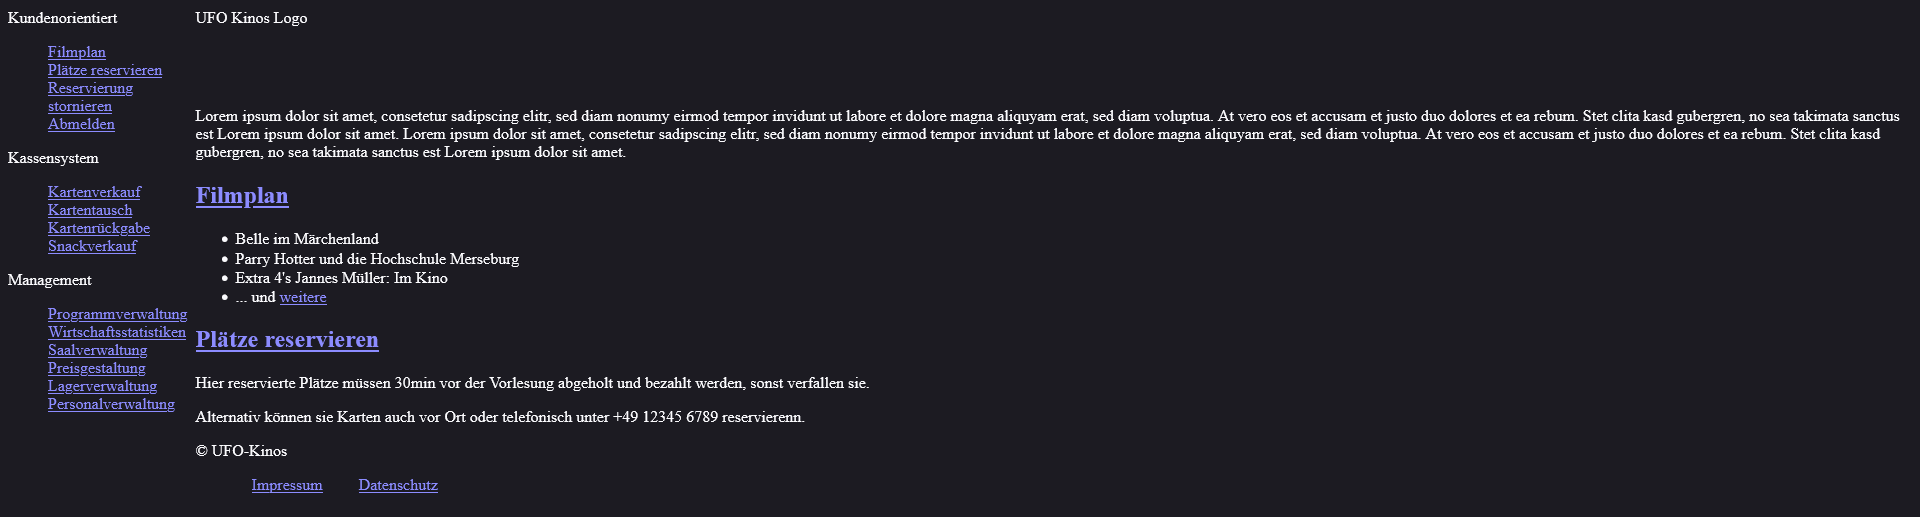 Kundenorientiert
Filmplan
Plätze reservieren
Reservierung
stornieren
Abmelden
Kassensystem
Kartenverkauf
Kartentausch
Kartenrückgabe
Snackverkauf
Management
Programmverwaltung
Wirtschaftsstatistiken
Saalverwaltung
Preisgestaltung
Lagerverwaltung
Personalverwaltung
UFO Kinos Logo
Lorem ipsum dolor sit amet, consetetur sadipscing elitr, sed diam nonumy eirmod tempor invidunt ut labore et dolore magna aliquyam erat, sed diam voluptua. At vero eos et accusam et justo duo dolores et ea rebum. Stet clita kasd gubergren, no sea takimata sanctus
est Lorem ipsum dolor sit amet. Lorem ipsum dolor sit amet, consetetur sadipscing elitr, sed diam nonumy eirmod tempor invidunt ut labore et dolore magna aliquyam erat, sed diam voluptua. At vero eos et accusam et justo duo dolores et ea rebum. Stet clita kasd
gubergren, no sea takimata sanctus est Lorem ipsum dolor sit amet.
Filmplan
• Belle im Märchenland
• Parry Hotter und die Hochschule Merseburg
• Extra 4's Jannes Müller: Im Kino
• ... und weitere
Plätze reservieren
Hier reservierte Plätze müssen 30min vor der Vorlesung abgeholt und bezahlt werden, sonst verfallen sie.
Alternativ können sie Karten auch vor Ort oder telefonisch unter +49 12345 6789 reservierenn.
© UFO-Kinos
Impressum Datenschutz